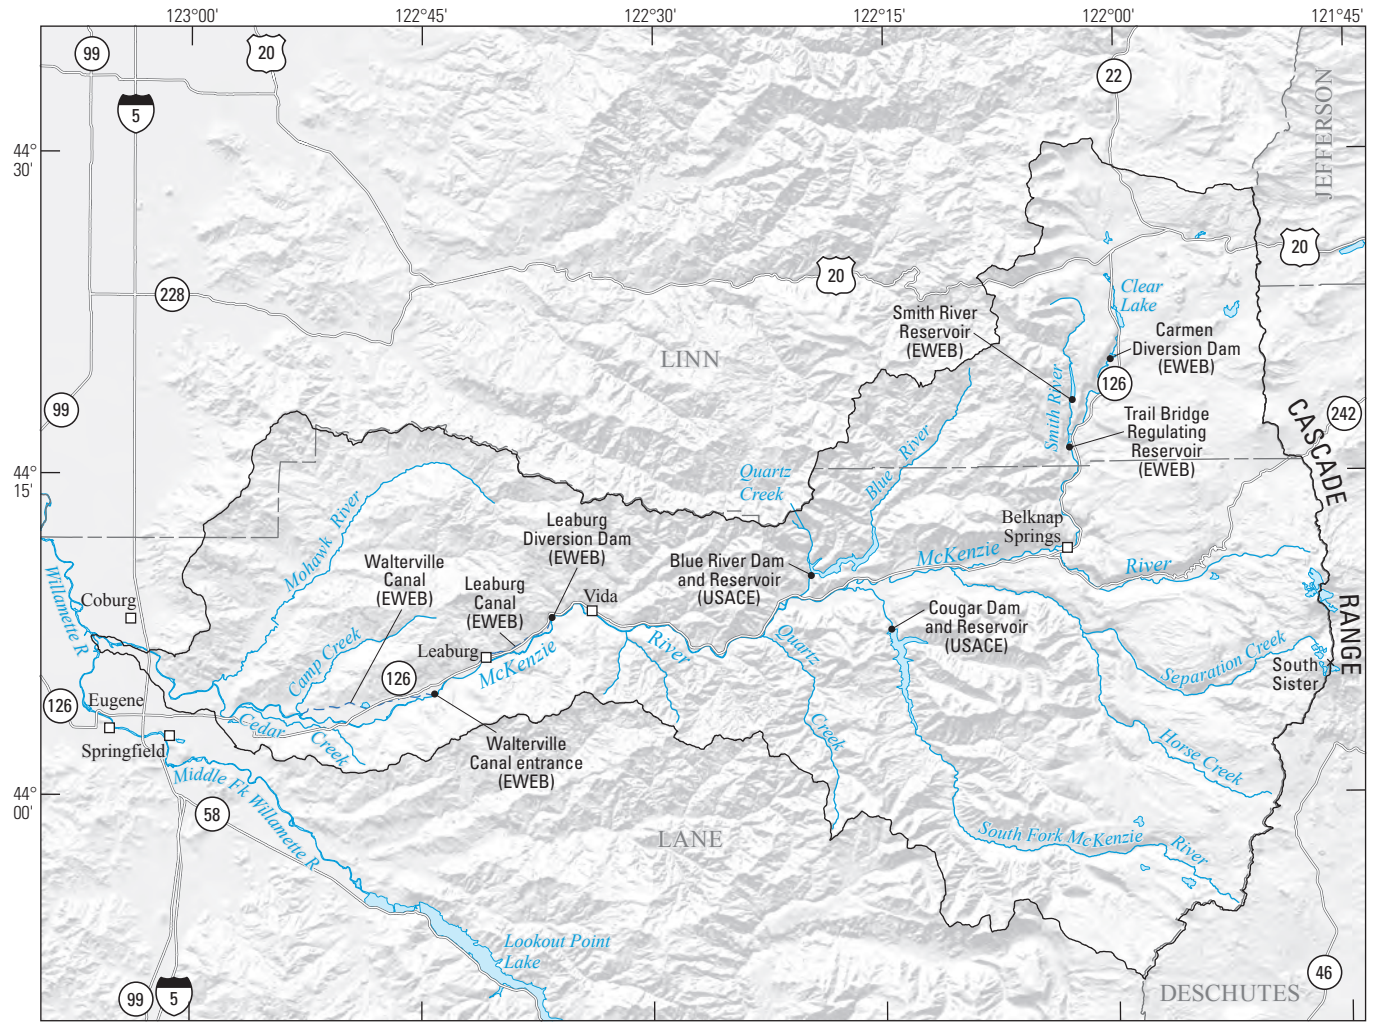 123°00'
122°45'
122°30'
122°15'
122°00'
121°45'
99
20
5
22
44°
30'
JEFFERSON
20
20
228
Clear
Lake
Smith River
Reservoir
(EWEB)
Carmen
Diversion Dam
(EWEB)
LINN
126
99
Smith River
Trail Bridge
Regulating
Reservoir
(EWEB)
CASCADE
RANGE
242
44°
15'
Quartz
Creek
Blue River
Mohawk River
Leaburg
Diversion Dam
(EWEB)
Belknap
Springs
Walterville
Canal
(EWEB)
Leaburg
Canal
(EWEB)
Blue River Dam
and Reservoir
(USACE)
McKenzie
River
Willamette R
Coburg
Vida
Cougar Dam
and Reservoir
(USACE)
Camp Creek
Leaburg
McKenzie
River
Quartz
Creek
Separation Creek
South
Sister
126
126
Eugene
Cedar
Creek
Springfield
Walterville
Canal entrance
(EWEB)
Horse Creek
Middle Fk Willamette R
44°
00'
58
LANE
South Fork McKenzie
River
Lookout Point
Lake
99
5
46
DESCHUTES